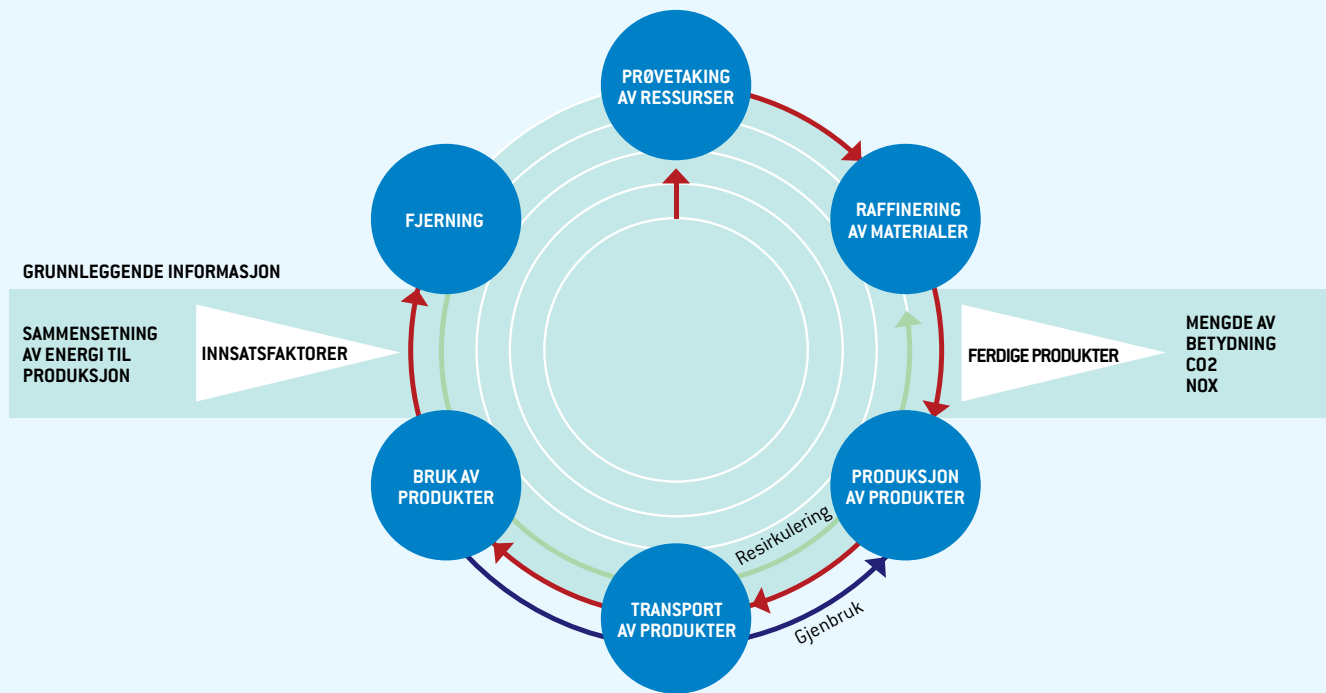 PRØVETAKING
AV RESSURSER
FJERNING
RAFFINERING
AV MATERIALER
GRUNNLEGGENDE INFORMASJON
SAMMENSETNING
AV ENERGI TIL
PRODUKSJON
INNSATSFAKTORER
FERDIGE PRODUKTER
MENGDE AV
BETYDNING
CO2
NOX
BRUK AV
PRODUKTER
PRODUKSJON
AV PRODUKTER
Resirkulering
TRANSPORT
AV PRODUKTER
Gjenbruk